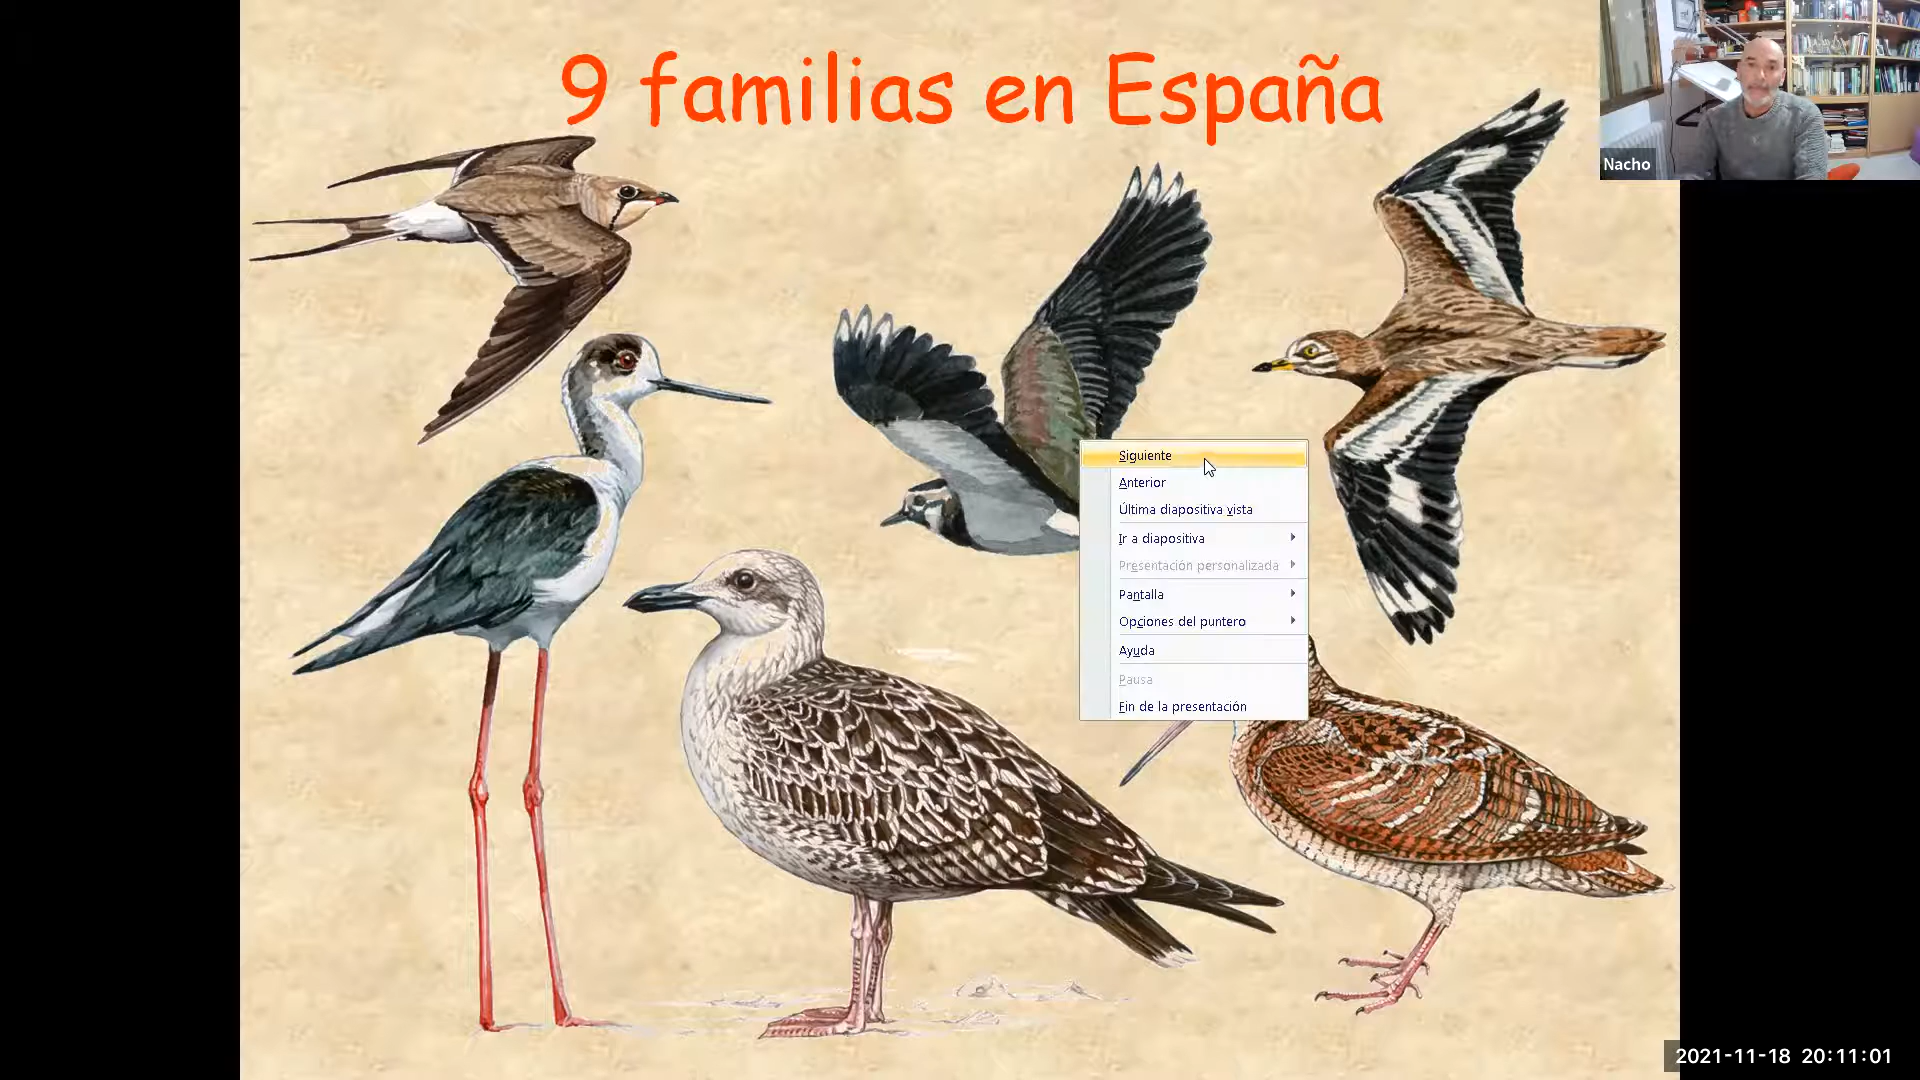 9 familias en España
Nacho
Siguiente
Anterior
Última diapositiva vista
Ir a diapositiva
Presentación personalizada
Pantalla
Opciones del puntero
Ayuda
Pausa
Fin de la presentación
2021-11-18 20:11:01